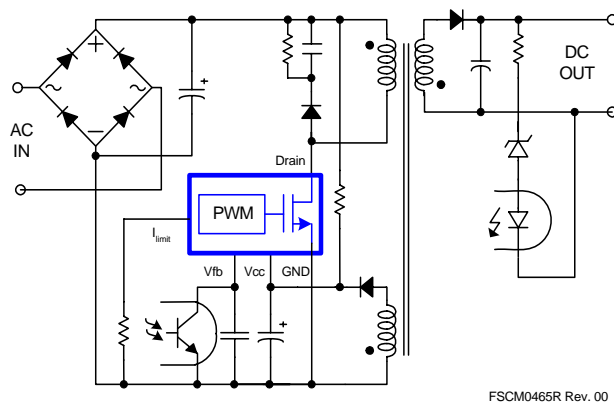 AC
IN
DC
OUT
Drain
PWM
Ilimit
Vfb
Vcc
GND
FSCM0465R Rev. 00